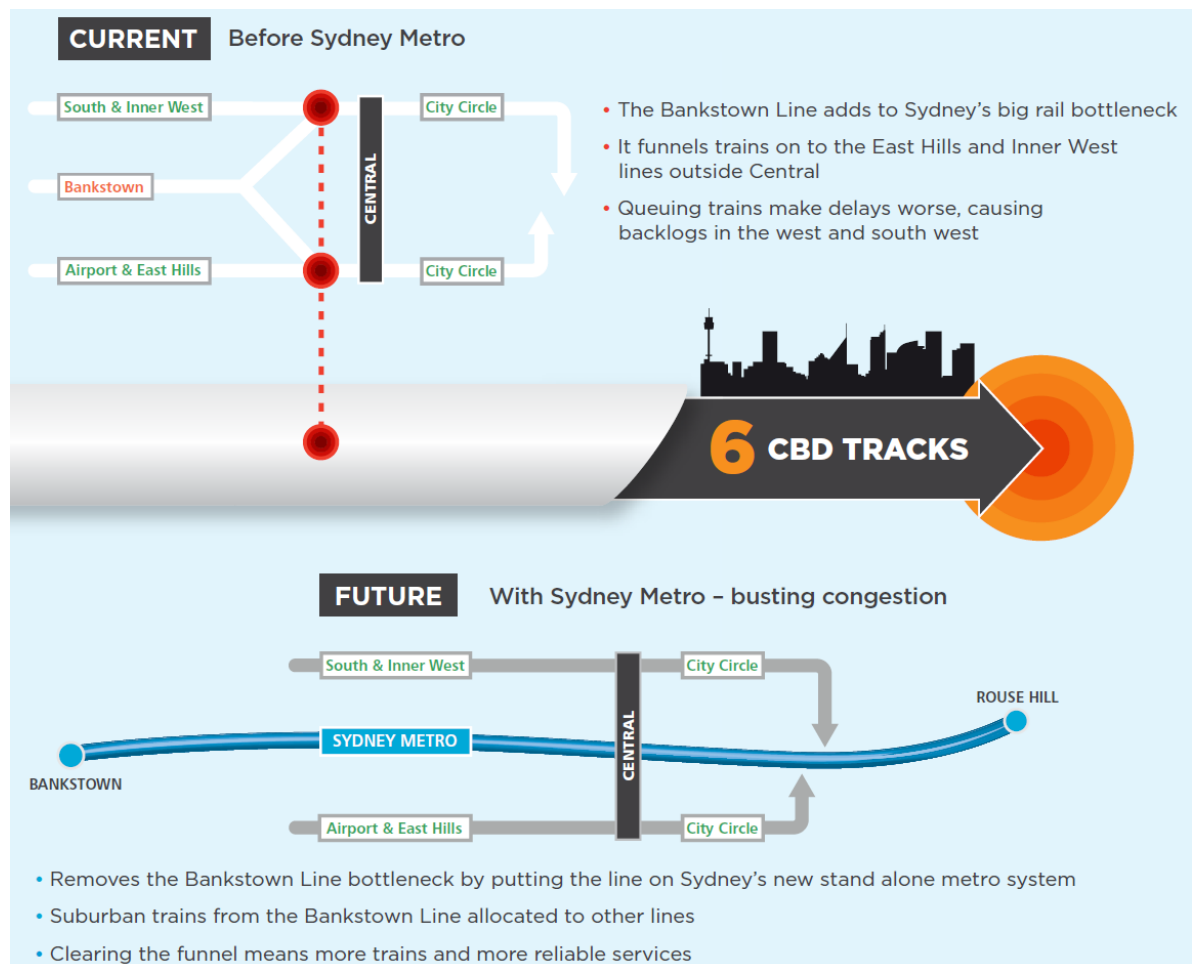 CURRENT Before Sydney Metro
South & Inner West
City Circle
Bankstown
CENTRAL
Airport & East Hills
City Circle
• The Bankstown Line adds to Sydney's big rail bottleneck
• It funnels trains on to the East Hills and Inner West
lines outside Central
• Queuing trains make delays worse, causing
backlogs in the west and south west
6 CBD TRACKS
FUTURE With Sydney Metro – busting congestion
South & Inner West
City Circle
ROUSE HILL
SYDNEY METRO
CENTRAL
BANKSTOWN
Airport & East Hills
City Circle
• Removes the Bankstown Line bottleneck by putting the line on Sydney's new stand alone metro system
• Suburban trains from the Bankstown Line allocated to other lines
• Clearing the funnel means more trains and more reliable services